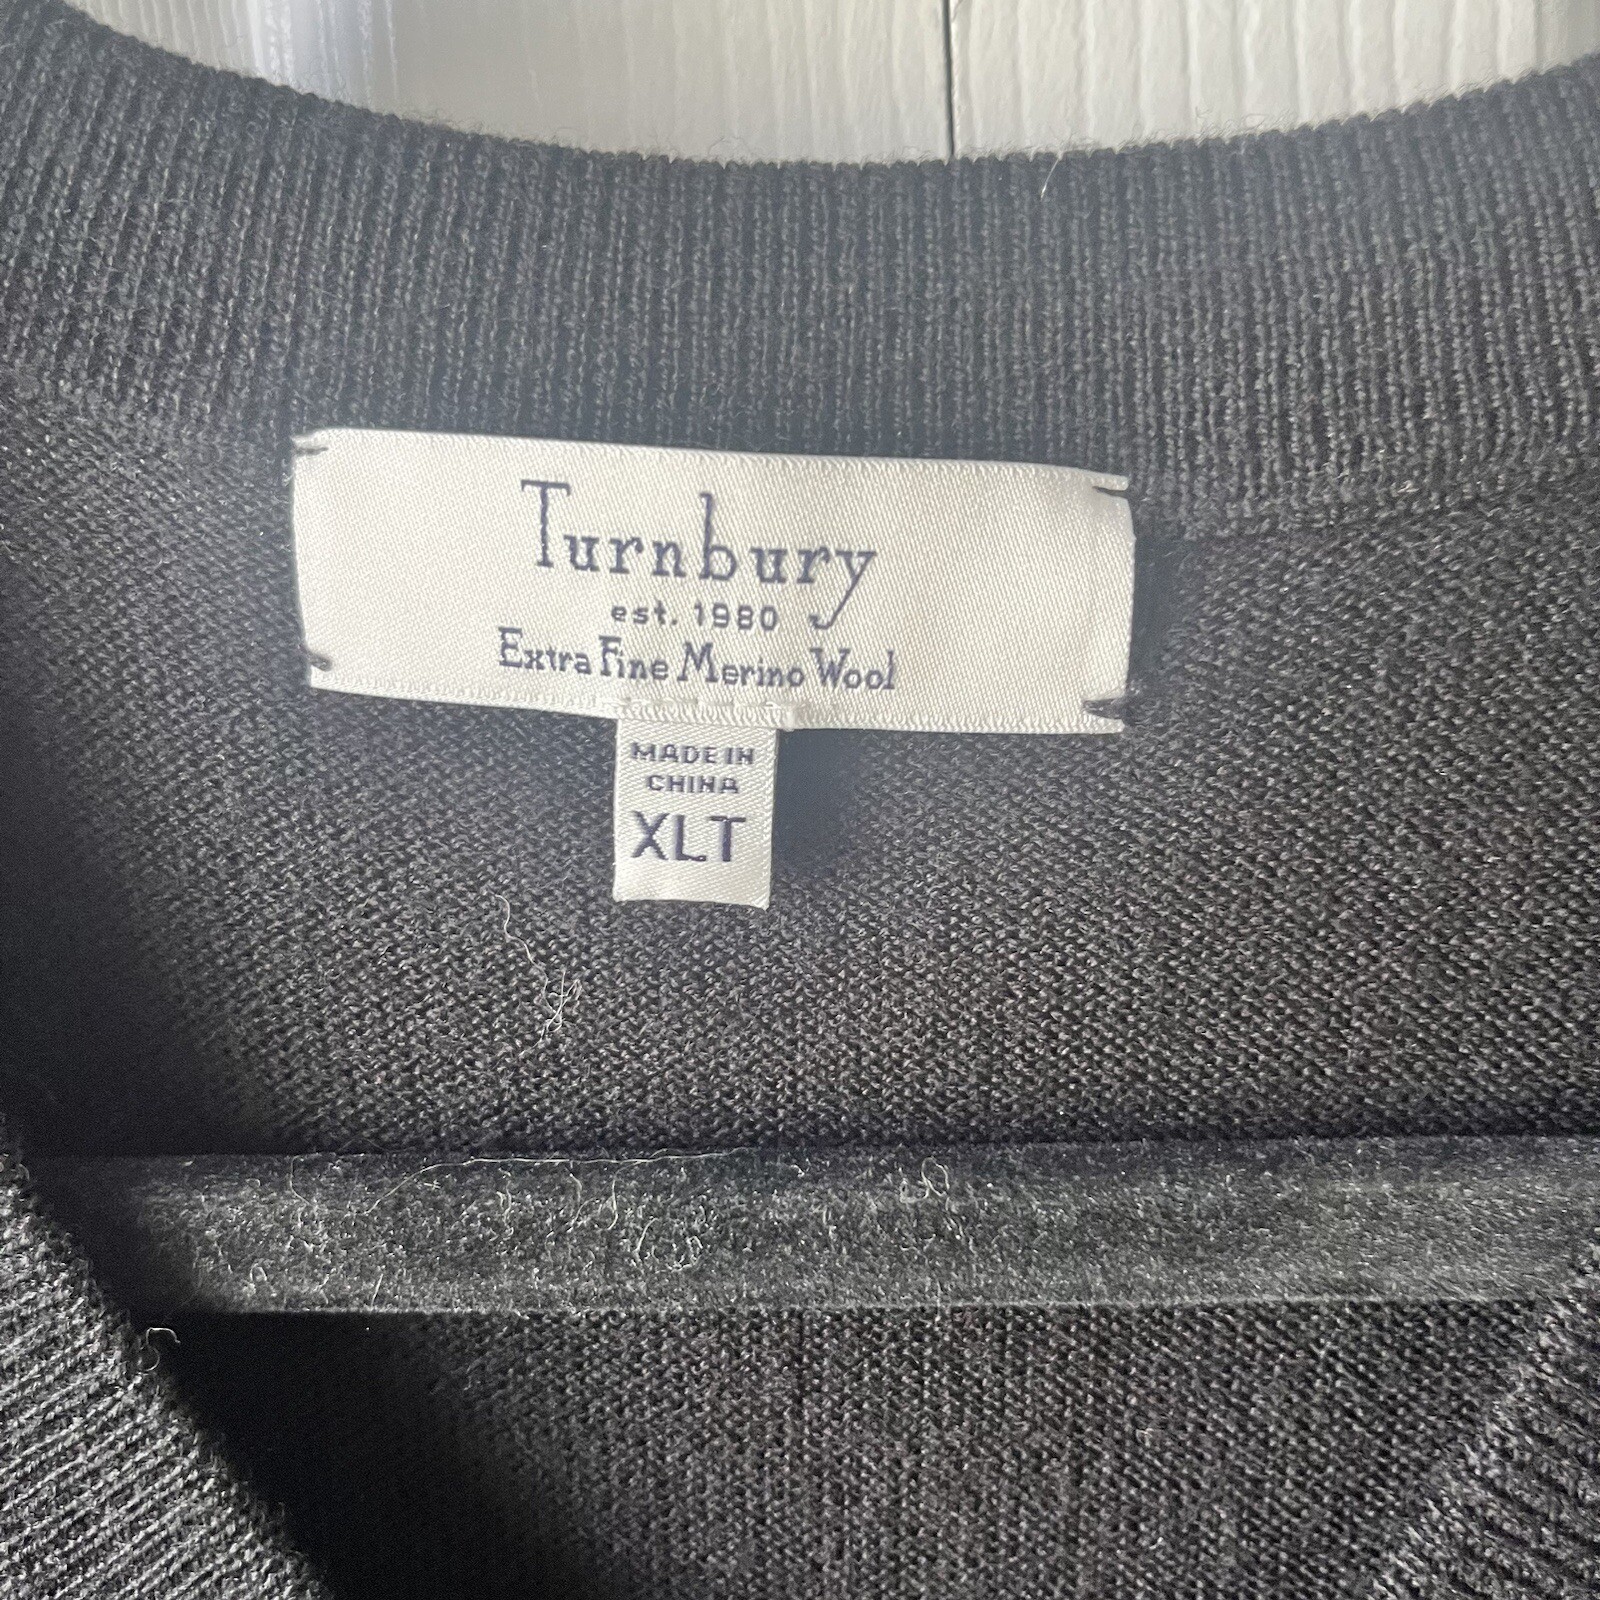 Turnbury
est. 1980
Extra Fine Merino Wool
MADE IN
CHINA
XLT